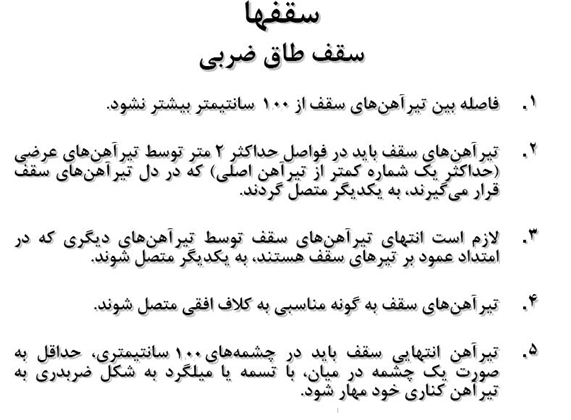 سقفها
سقف طاق ضربی
۱. فاصله بین تیرآهن‌های سقف از ۱۰۰ سانتیمتر بیشتر نشود.
۲. تیرآهن‌های سقف باید در فواصل حداکثر ۲ متر توسط تیرآهن‌های عرضی
(حداکثر یک شماره کمتر از تیرآهن اصلی) که در دل تیرآهن‌های سقف
قرار می‌گیرند، به یکدیگر متصل گردند.
۳. لازم است انتهای تیرآهن‌های سقف توسط تیرآهن‌های دیگری که در
امتداد عمود بر تیرهای سقف هستند، به یکدیگر متصل شوند.
۴. تیرآهن‌های سقف به گونه مناسبی به کلاف افقی متصل شوند.
۵. تیرآهن انتهایی سقف باید در چشمه‌های ۱۰۰ سانتیمتری، حداقل به
صورت یک چشمه در میان، با تسمه یا میلگرد به شکل ضربدری به
تیرآهن کناری خود مهار شود.